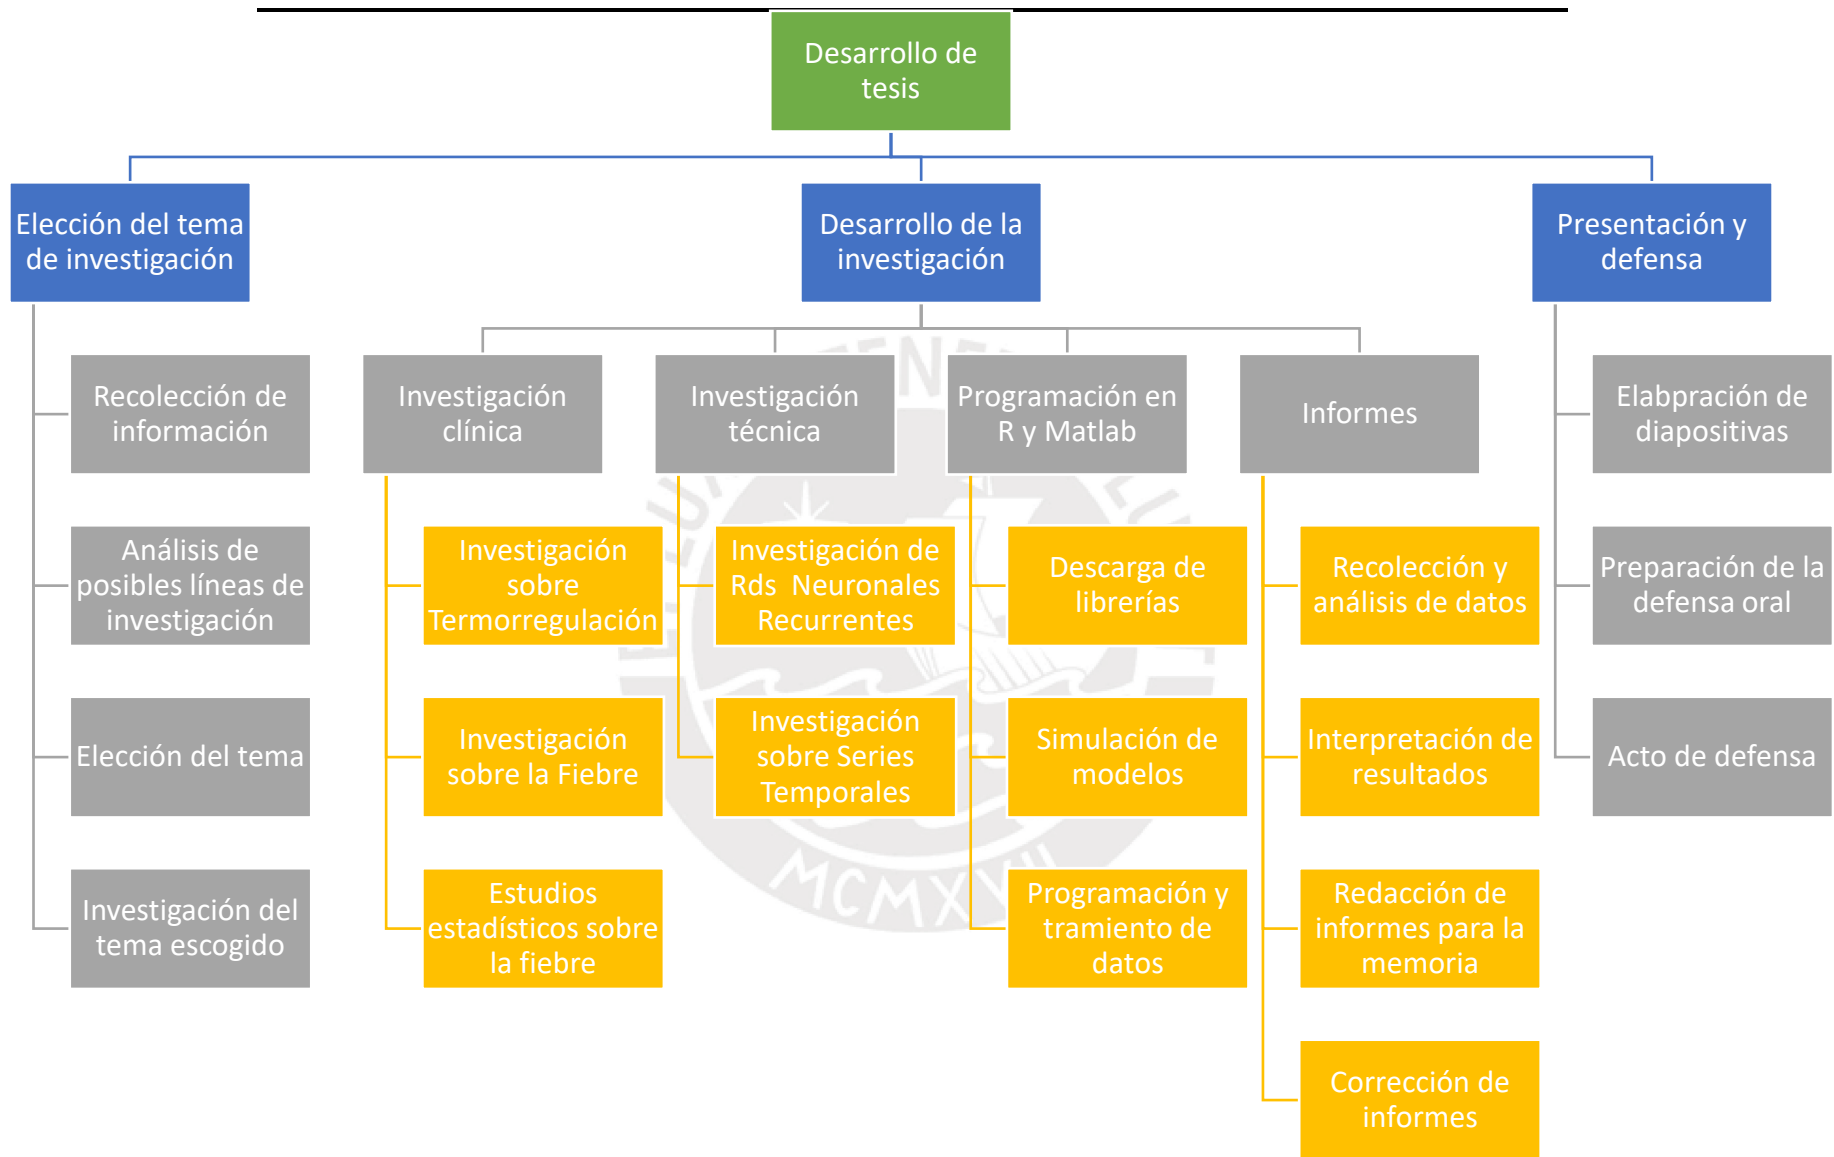 Desarrollo de
tesis
Elección del tema
de investigación
Desarrollo de la
investigación
Presentación y
defensa
Recolección de
información
Análisis de
posibles líneas de
investigación
Elección del tema
Investigación del
tema escogido
Investigación
clínica
Investigación
sobre
Termorregulación
Investigación
sobre la Fiebre
Estudios
estadísticos sobre
la fiebre
Investigación
técnica
Investigación de
Rds  Neuronales
Recurrentes
Investigación
sobre Series
Temporales
Programación en
R y Matlab
Descarga de
librerías
Simulación de
modelos
Programación y
tramiento de
datos
Informes
Recolección y
análisis de datos
Interpretación de
resultados
Redacción de
informes para la
memoria
Corrección de
informes
Elabpración de
diapositivas
Preparación de la
defensa oral
Acto de defensa